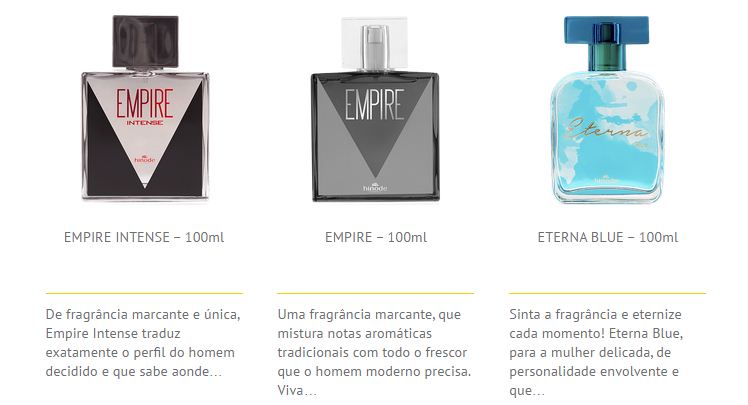 EMPIRE
INTENSE
hinode
EMPIRE
hinode
Eterna
EMPIRE INTENSE – 100ml
EMPIRE – 100ml
ETERNA BLUE – 100ml
De fragrância marcante e única,
Empire Intense traduz
exatamente o perfil do homem
decidido e que sabe aonde...
Uma fragrância marcante, que
mistura notas aromáticas
tradicionais com todo o frescor
que o homem moderno precisa.
Viva...
Sinta a fragrância e eternize
cada momento! Eterna Blue,
para a mulher delicada, de
personalidade envolvente e
que...